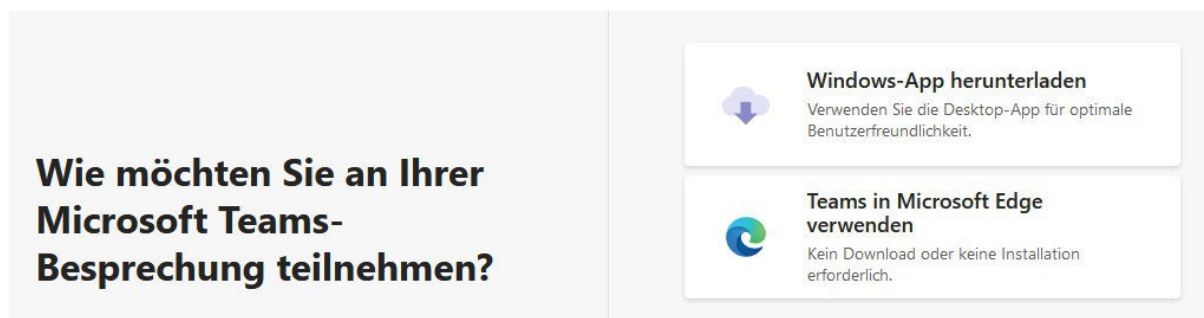 Wie möchten Sie an Ihrer
Microsoft Teams-
Besprechung teilnehmen?
Windows-App herunterladen
Verwenden Sie die Desktop-App für optimale
Benutzerfreundlichkeit.
Teams in Microsoft Edge
verwenden
Kein Download oder keine Installation
erforderlich.